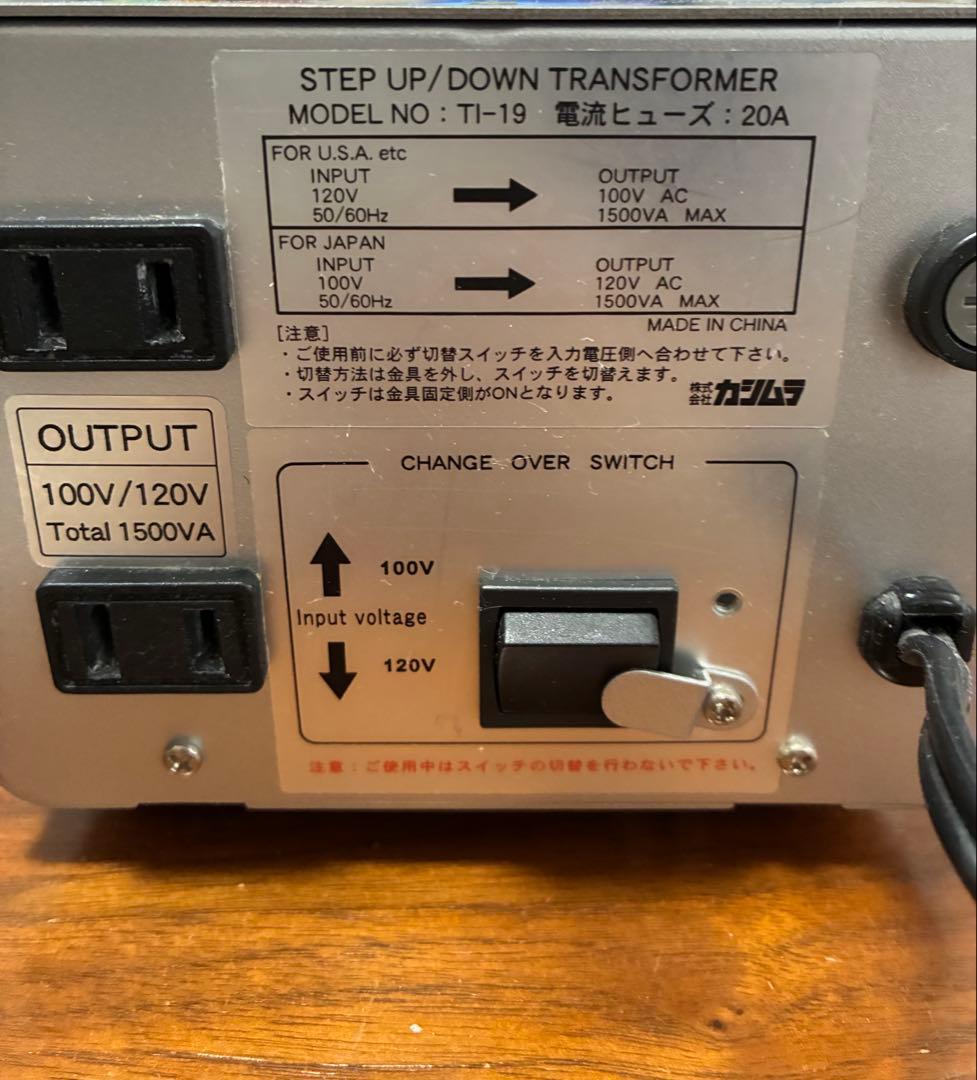 STEP UP/DOWN TRANSFORMER
MODEL NO : TI-19 電流ヒューズ : 20A
FOR U.S.A. etc
INPUT OUTPUT
120V 100V AC
50/60Hz 1500VA MAX
FOR JAPAN
INPUT OUTPUT
100V 120V AC
50/60Hz 1500VA MAX
MADE IN CHINA
[注意]
・ご使用前に必ず切替スイッチを入力電圧側へ合わせて下さい。
・切替方法は金具を外し、スイッチを切替えます。
・スイッチは金具固定側がONとなります。
株式会社 カシムラ
OUTPUT
100V/120V
Total 1500VA
CHANGE OVER SWITCH
100V
Input voltage
120V
注意：ご使用中はスイッチの切替を行わないで下さい。